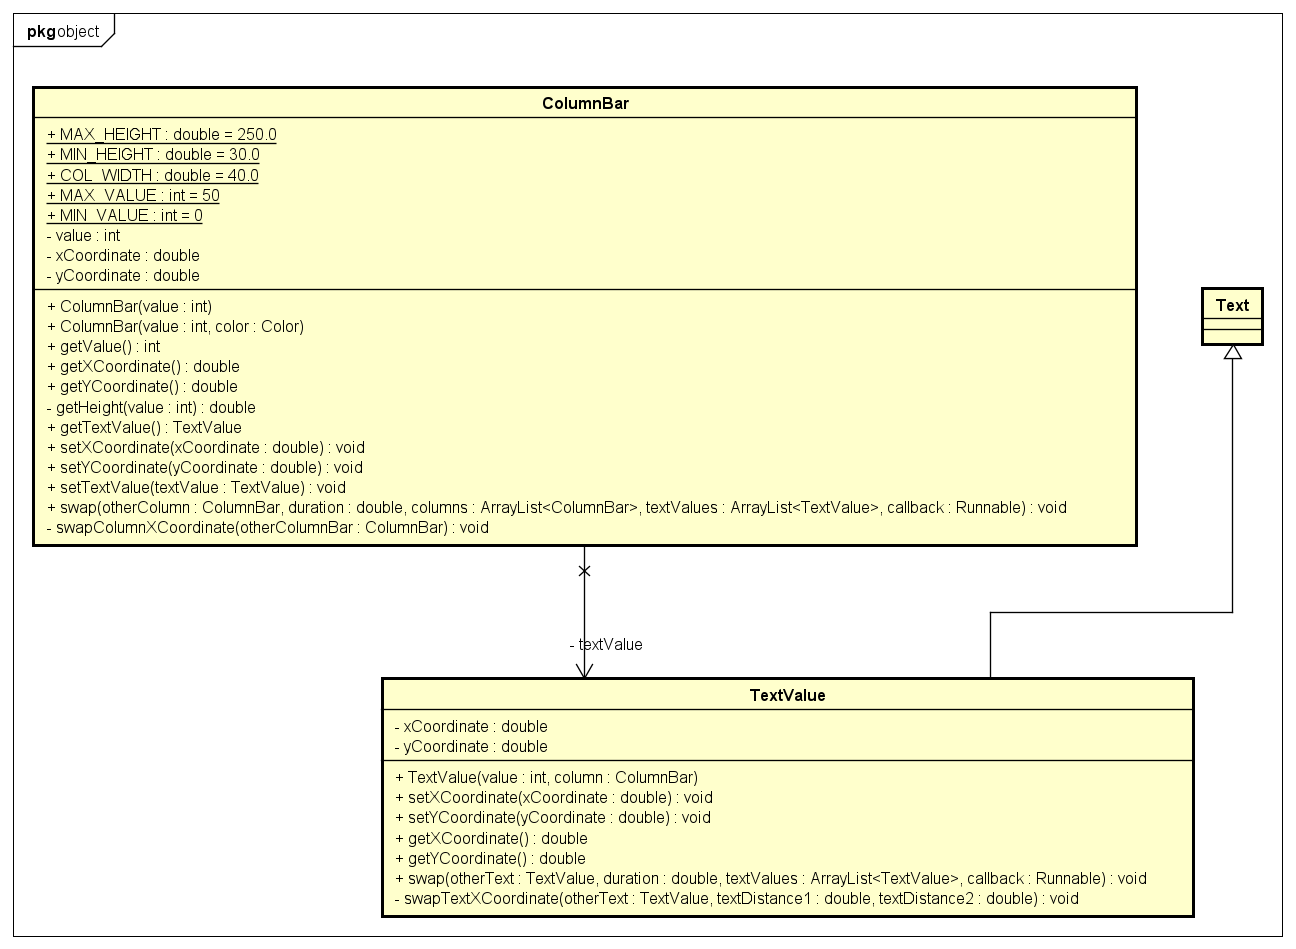 pkg object
ColumnBar
+ MAX_HEIGHT : double = 250.0
+ MIN_HEIGHT : double = 30.0
+ COL_WIDTH : double = 40.0
+ MAX_VALUE : int = 50
+ MIN_VALUE : int = 0
- value : int
- xCoordinate : double
- yCoordinate : double
+ ColumnBar(value : int)
+ ColumnBar(value : int, color : Color)
+ getValue() : int
+ getXCoordinate() : double
+ getYCoordinate() : double
- getHeight(value : int) : double
+ getTextValue() : TextValue
+ setXCoordinate(xCoordinate : double) : void
+ setYCoordinate(yCoordinate : double) : void
+ setTextValue(textValue : TextValue) : void
+ swap(otherColumn : ColumnBar, duration : double, columns : ArrayList<ColumnBar>, textValues : ArrayList<TextValue>, callback : Runnable) : void
- swapColumnXCoordinate(otherColumnBar : ColumnBar) : void
Text
- textValue
TextValue
- xCoordinate : double
- yCoordinate : double
+ TextValue(value : int, column : ColumnBar)
+ setXCoordinate(xCoordinate : double) : void
+ setYCoordinate(yCoordinate : double) : void
+ getXCoordinate() : double
+ getYCoordinate() : double
+ swap(otherText : TextValue, duration : double, textValues : ArrayList<TextValue>, callback : Runnable) : void
- swapTextXCoordinate(otherText : TextValue, textDistance1 : double, textDistance2 : double) : void